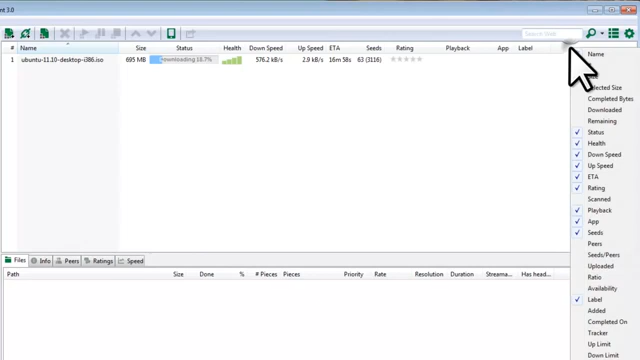 ent 3.0
# Name Size Status Health Down Speed Up Speed ETA Seeds Rating Playback App Label
1 ubuntu-11.10-desktop-i386.iso 695 MB downloading 18.7% 576.2 kB/s 2.9 kB/s 16m 58s 63 (3116)
Name
Selected Size
Completed Bytes
Downloaded
Remaining
Status
Health
Down Speed
Up Speed
ETA
Rating
Scanned
Playback
App
Seeds
Peers
Seeds/Peers
Uploaded
Ratio
Availability
Label
Added
Completed On
Tracker
Up Limit
Down Limit
Files Info Peers Ratings Speed
Path Size Done % # Pieces Pieces Priority Rate Resolution Duration Streama... Has head...